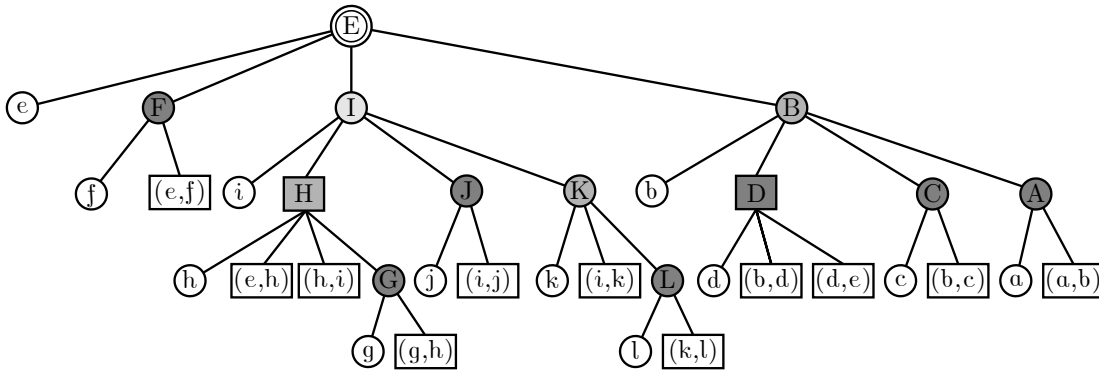 E
e F I B
f (e,f) i H J K b D C A
h (e,h) (h,i) G j (i,j) k (i,k) L d (b,d) (d,e) c (b,c) a (a,b)
g (g,h) l (k,l)